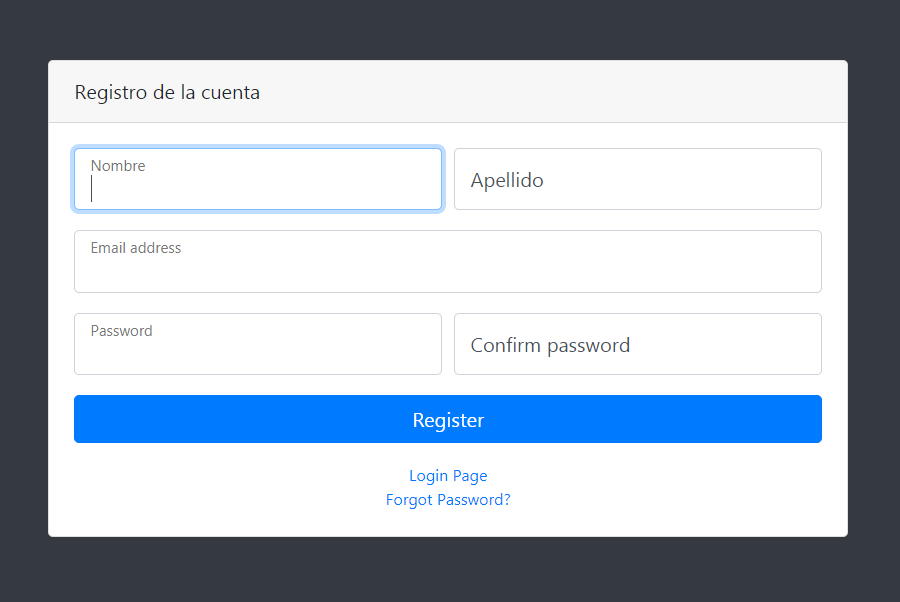 Registro de la cuenta
Nombre
Apellido
Email address
Password
Confirm password
Register
Login Page
Forgot Password?